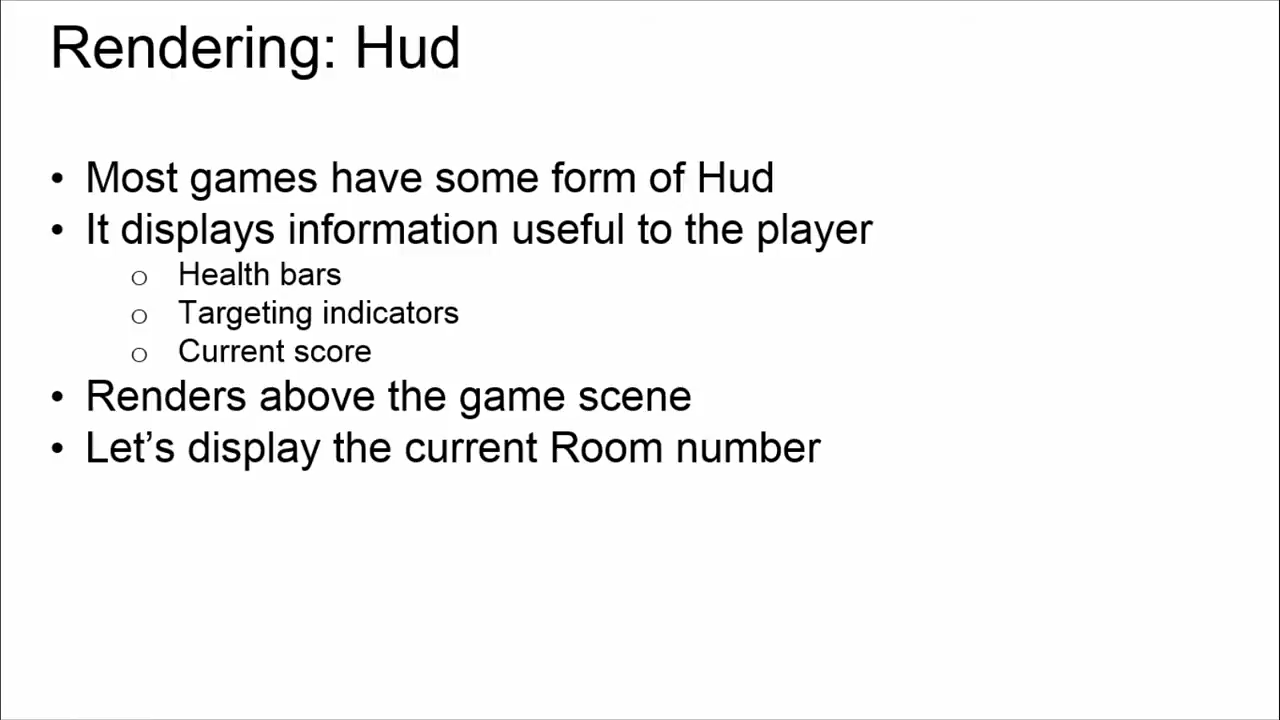 Rendering: Hud
• Most games have some form of Hud
• It displays information useful to the player
o Health bars
o Targeting indicators
o Current score
• Renders above the game scene
• Let’s display the current Room number